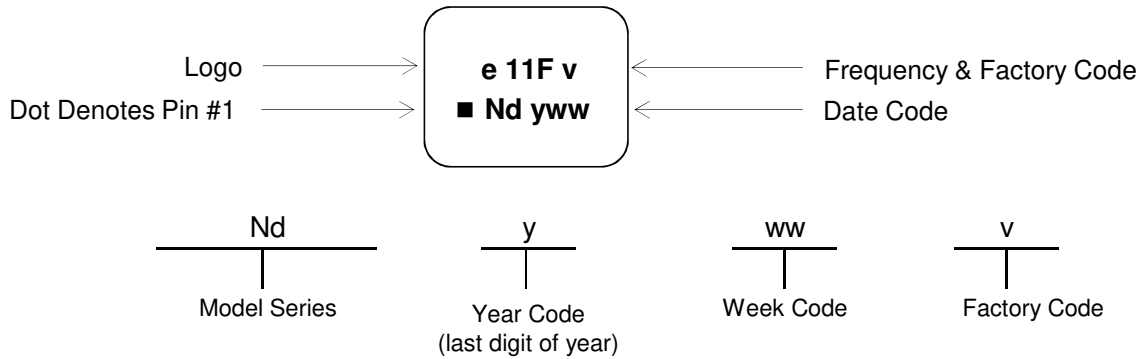 Logo
e 11F v
Frequency & Factory Code
Dot Denotes Pin #1
■ Nd yww
Date Code
Nd
y
ww
v
Model Series
Year Code
(last digit of year)
Week Code
Factory Code